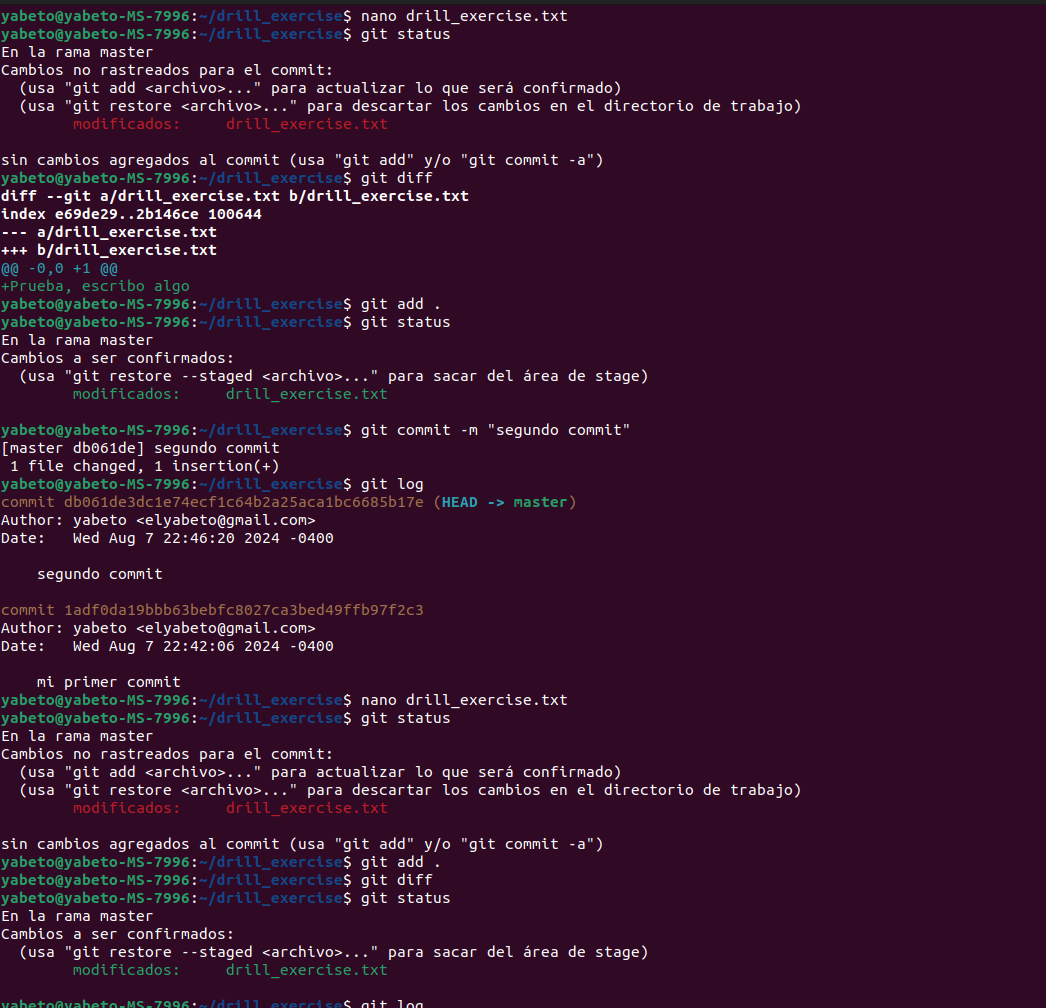 yabeto@yabeto-MS-7996:~/drill_exercise$ nano drill_exercise.txt
yabeto@yabeto-MS-7996:~/drill_exercise$ git status
En la rama master
Cambios no rastreados para el commit:
  (usa "git add <archivo>..." para actualizar lo que será confirmado)
  (usa "git restore <archivo>..." para descartar los cambios en el directorio de trabajo)
        modificados:     drill_exercise.txt

sin cambios agregados al commit (usa "git add" y/o "git commit -a")
yabeto@yabeto-MS-7996:~/drill_exercise$ git diff
diff --git a/drill_exercise.txt b/drill_exercise.txt
index e69de29..2b146ce 100644
--- a/drill_exercise.txt
+++ b/drill_exercise.txt
@@ -0,0 +1 @@
+Prueba, escribo algo
yabeto@yabeto-MS-7996:~/drill_exercise$ git add .
yabeto@yabeto-MS-7996:~/drill_exercise$ git status
En la rama master
Cambios a ser confirmados:
  (usa "git restore --staged <archivo>..." para sacar del área de stage)
        modificados:     drill_exercise.txt

yabeto@yabeto-MS-7996:~/drill_exercise$ git commit -m "segundo commit"
[master db061de] segundo commit
 1 file changed, 1 insertion(+)
yabeto@yabeto-MS-7996:~/drill_exercise$ git log
commit db061de3dc1e74ecf1c64b2a25aca1bc6685b17e (HEAD -> master)
Author: yabeto <elyabeto@gmail.com>
Date:   Wed Aug 7 22:46:20 2024 -0400

    segundo commit

commit 1adf0da19bbb63bebfc8027ca3bed49ffb97f2c3
Author: yabeto <elyabeto@gmail.com>
Date:   Wed Aug 7 22:42:06 2024 -0400

    mi primer commit
yabeto@yabeto-MS-7996:~/drill_exercise$ nano drill_exercise.txt
yabeto@yabeto-MS-7996:~/drill_exercise$ git status
En la rama master
Cambios no rastreados para el commit:
  (usa "git add <archivo>..." para actualizar lo que será confirmado)
  (usa "git restore <archivo>..." para descartar los cambios en el directorio de trabajo)
        modificados:     drill_exercise.txt

sin cambios agregados al commit (usa "git add" y/o "git commit -a")
yabeto@yabeto-MS-7996:~/drill_exercise$ git add .
yabeto@yabeto-MS-7996:~/drill_exercise$ git diff
yabeto@yabeto-MS-7996:~/drill_exercise$ git status
En la rama master
Cambios a ser confirmados:
  (usa "git restore --staged <archivo>..." para sacar del área de stage)
        modificados:     drill_exercise.txt

yabeto@yabeto-MS-7996:~/drill_exercise$ git log